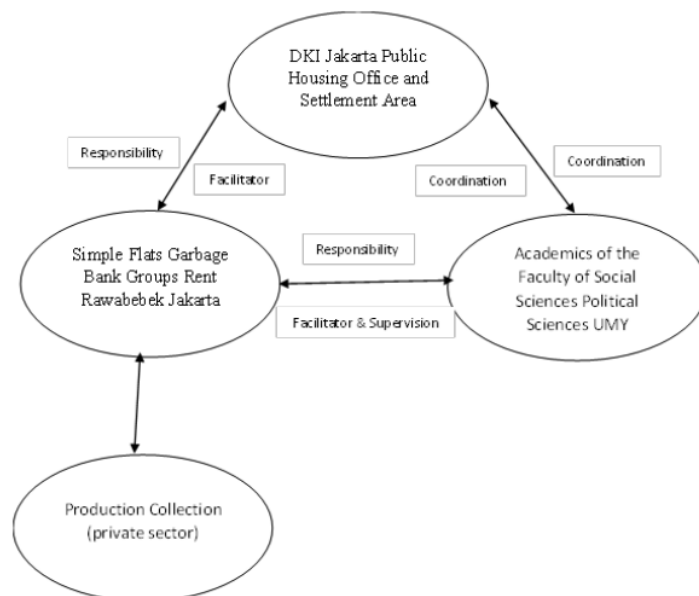 DKI Jakarta Public
Housing Office and
Settlement Area
Responsibility
Facilitator
Coordination
Coordination
Simple Flats Garbage
Bank Groups Rent
Rawabebek Jakarta
Responsibility
Facilitator & Supervision
Academics of the
Faculty of Social
Sciences Political
Sciences UMY
Production Collection
(private sector)